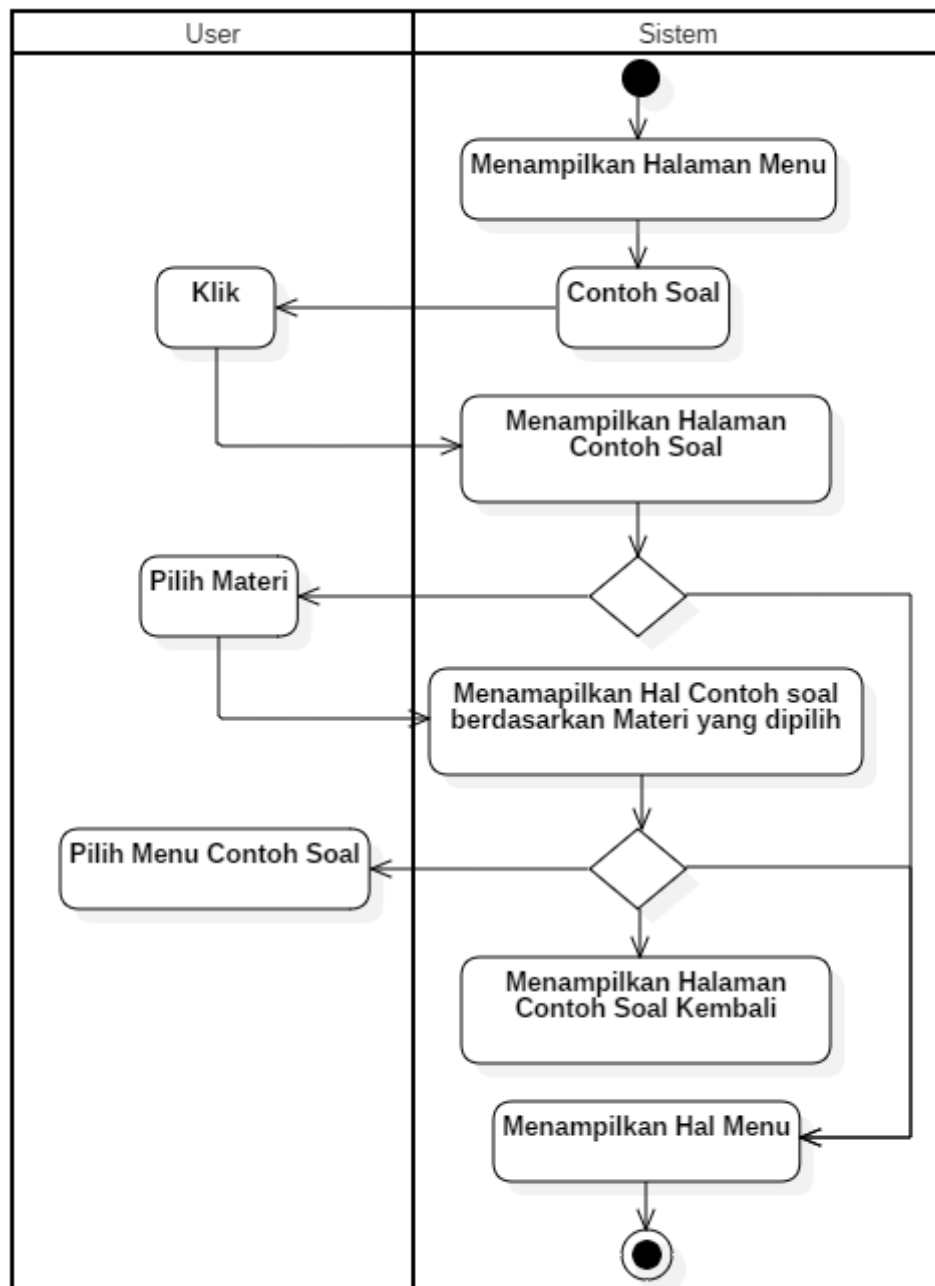 User
Sistem
Menampilkan Halaman Menu
Klik
Contoh Soal
Menampilkan Halaman
Contoh Soal
Pilih Materi
Menamapilkan Hal Contoh soal
berdasarkan Materi yang dipilih
Pilih Menu Contoh Soal
Menampilkan Halaman
Contoh Soal Kembali
Menampilkan Hal Menu